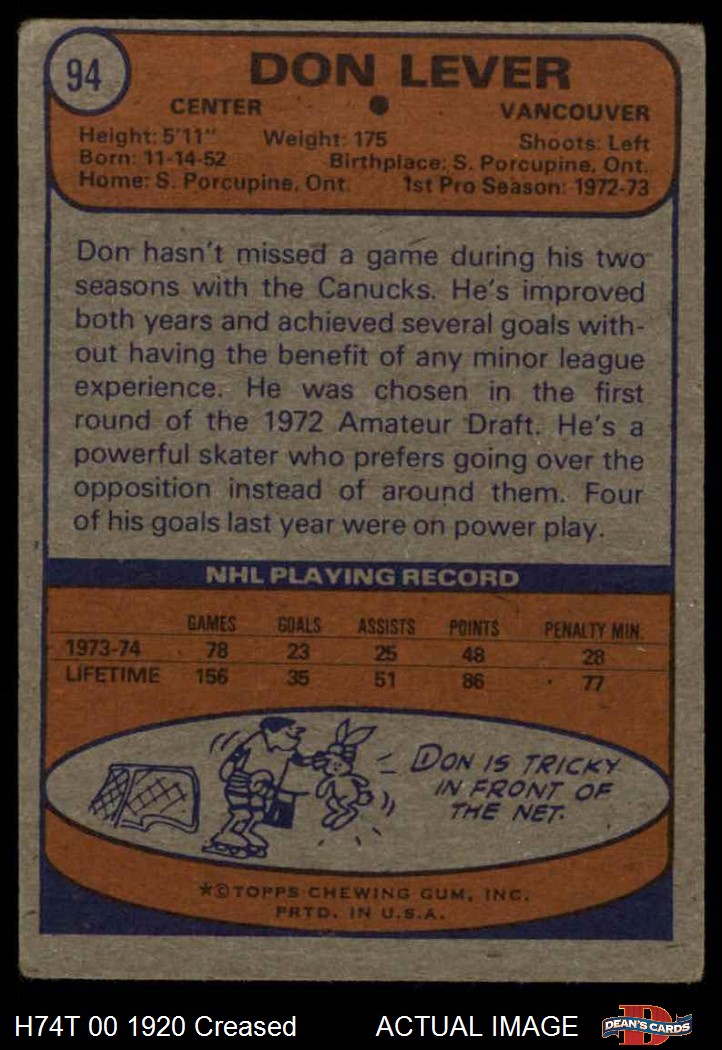 94
DON LEVER
CENTER ● VANCOUVER
Height: 5'11" Weight: 175 Shoots: Left
Born: 11-14-52 Birthplace: S. Porcupine, Ont.
Home: S. Porcupine, Ont. 1st Pro Season: 1972-73
Don hasn't missed a game during his two
seasons with the Canucks. He's improved
both years and achieved several goals with-
out having the benefit of any minor league
experience. He was chosen in the first
round of the 1972 Amateur Draft. He's a
powerful skater who prefers going over the
opposition instead of around them. Four
of his goals last year were on power play.
NHL PLAYING RECORD
GAMES GOALS ASSISTS POINTS PENALTY MIN.
1973-74 78 23 25 48 28
LIFETIME 156 35 51 86 77
DON IS TRICKY
IN FRONT OF
THE NET.
★©TOPPS CHEWING GUM, INC.
PRTD. IN U.S.A.
H74T 00 1920 Creased ACTUAL IMAGE
D
DEAN'S CARDS